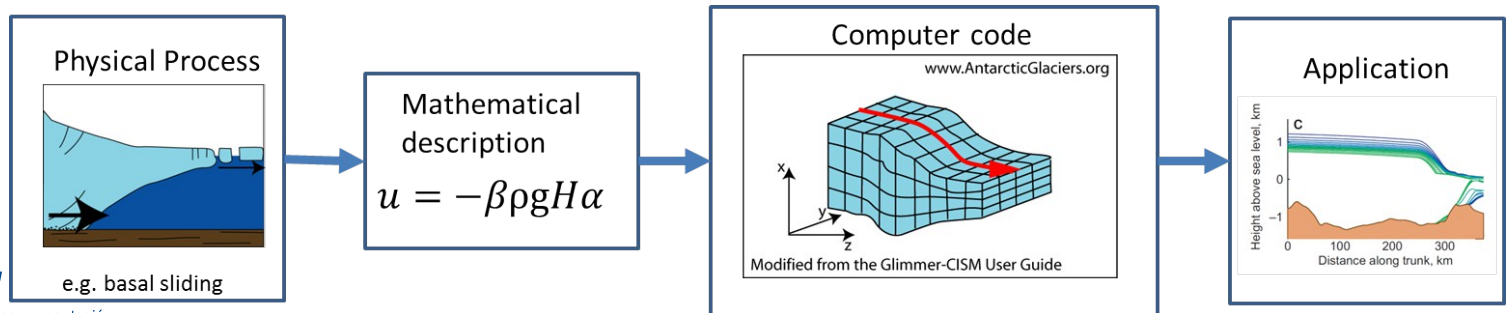 Physical Process
e.g. basal sliding
Mathematical
description
u = −βρgHα
Computer code
www.AntarcticGlaciers.org
x
y
z
Modified from the Glimmer-CISM User Guide
Application
C
Height above sea level, km
1
0
−1
0 100 200 300
Distance along trunk, km